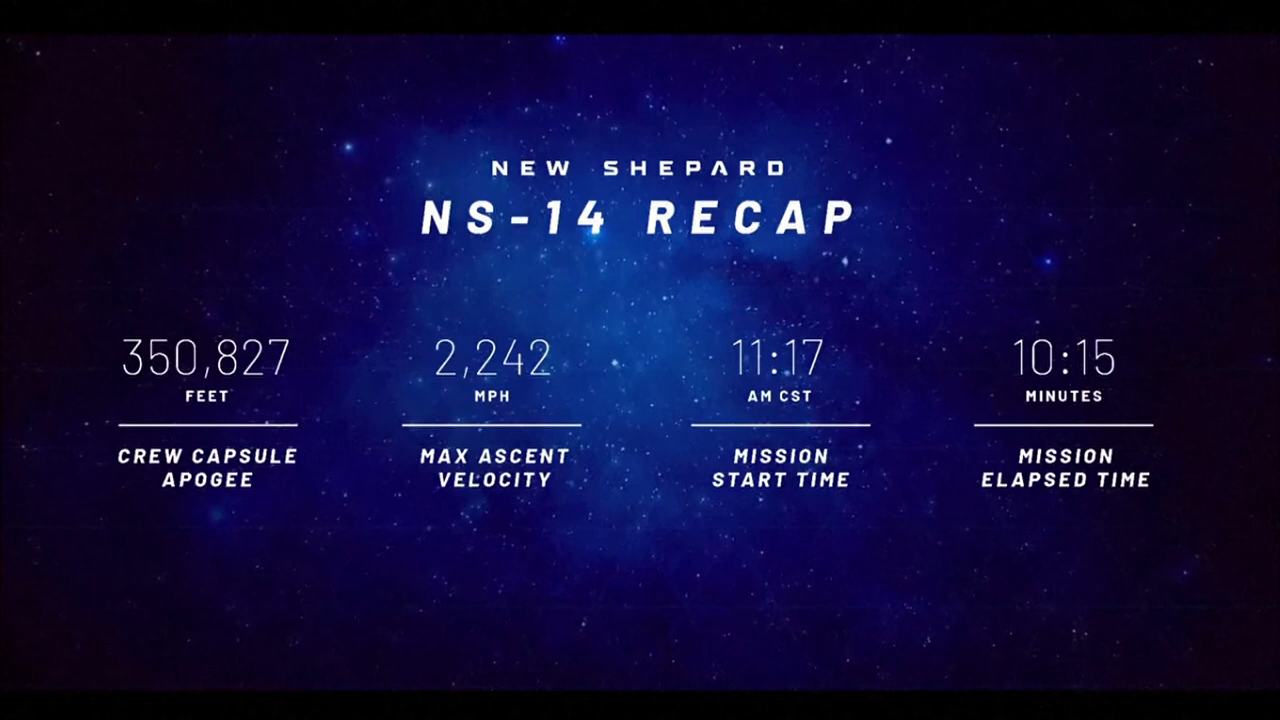 NEW SHEPARD
NS-14 RECAP
350,827
FEET
CREW CAPSULE
APOGEE
2,242
MPH
MAX ASCENT
VELOCITY
11:17
AM CST
MISSION
START TIME
10:15
MINUTES
MISSION
ELAPSED TIME